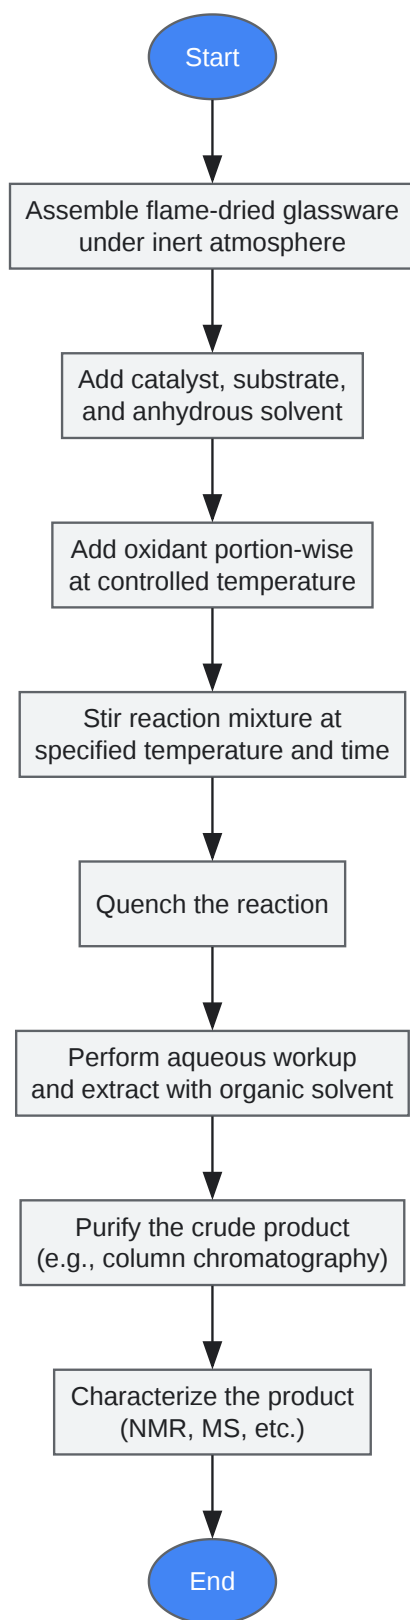 Start
Assemble flame-dried glassware
under inert atmosphere
Add catalyst, substrate,
and anhydrous solvent
Add oxidant portion-wise
at controlled temperature
Stir reaction mixture at
specified temperature and time
Quench the reaction
Perform aqueous workup
and extract with organic solvent
Purify the crude product
(e.g., column chromatography)
Characterize the product
(NMR, MS, etc.)
End